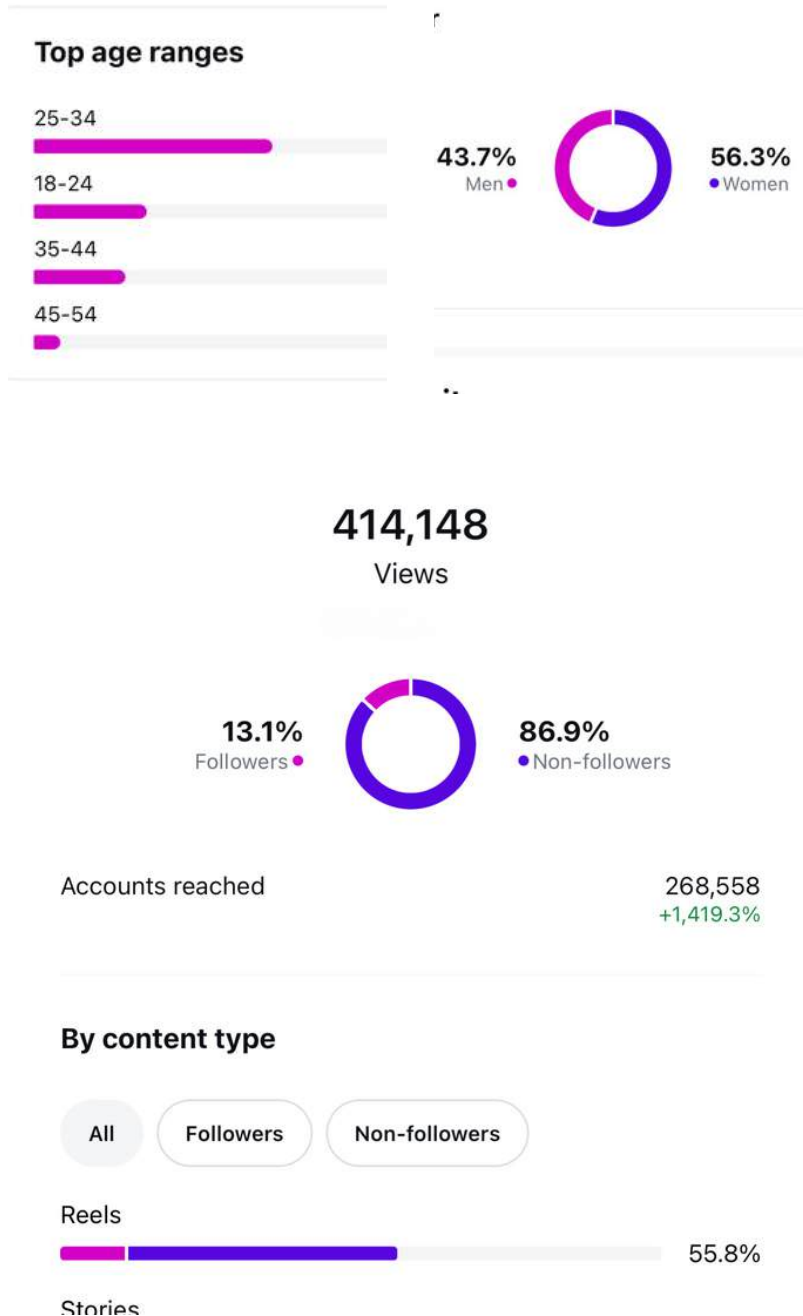 Top age ranges
25-34
18-24
35-44
45-54
43.7%
Men
56.3%
Women
414,148
Views
13.1%
Followers
86.9%
Non-followers
Accounts reached
268,558
+1,419.3%
By content type
All
Followers
Non-followers
Reels
55.8%
Stories